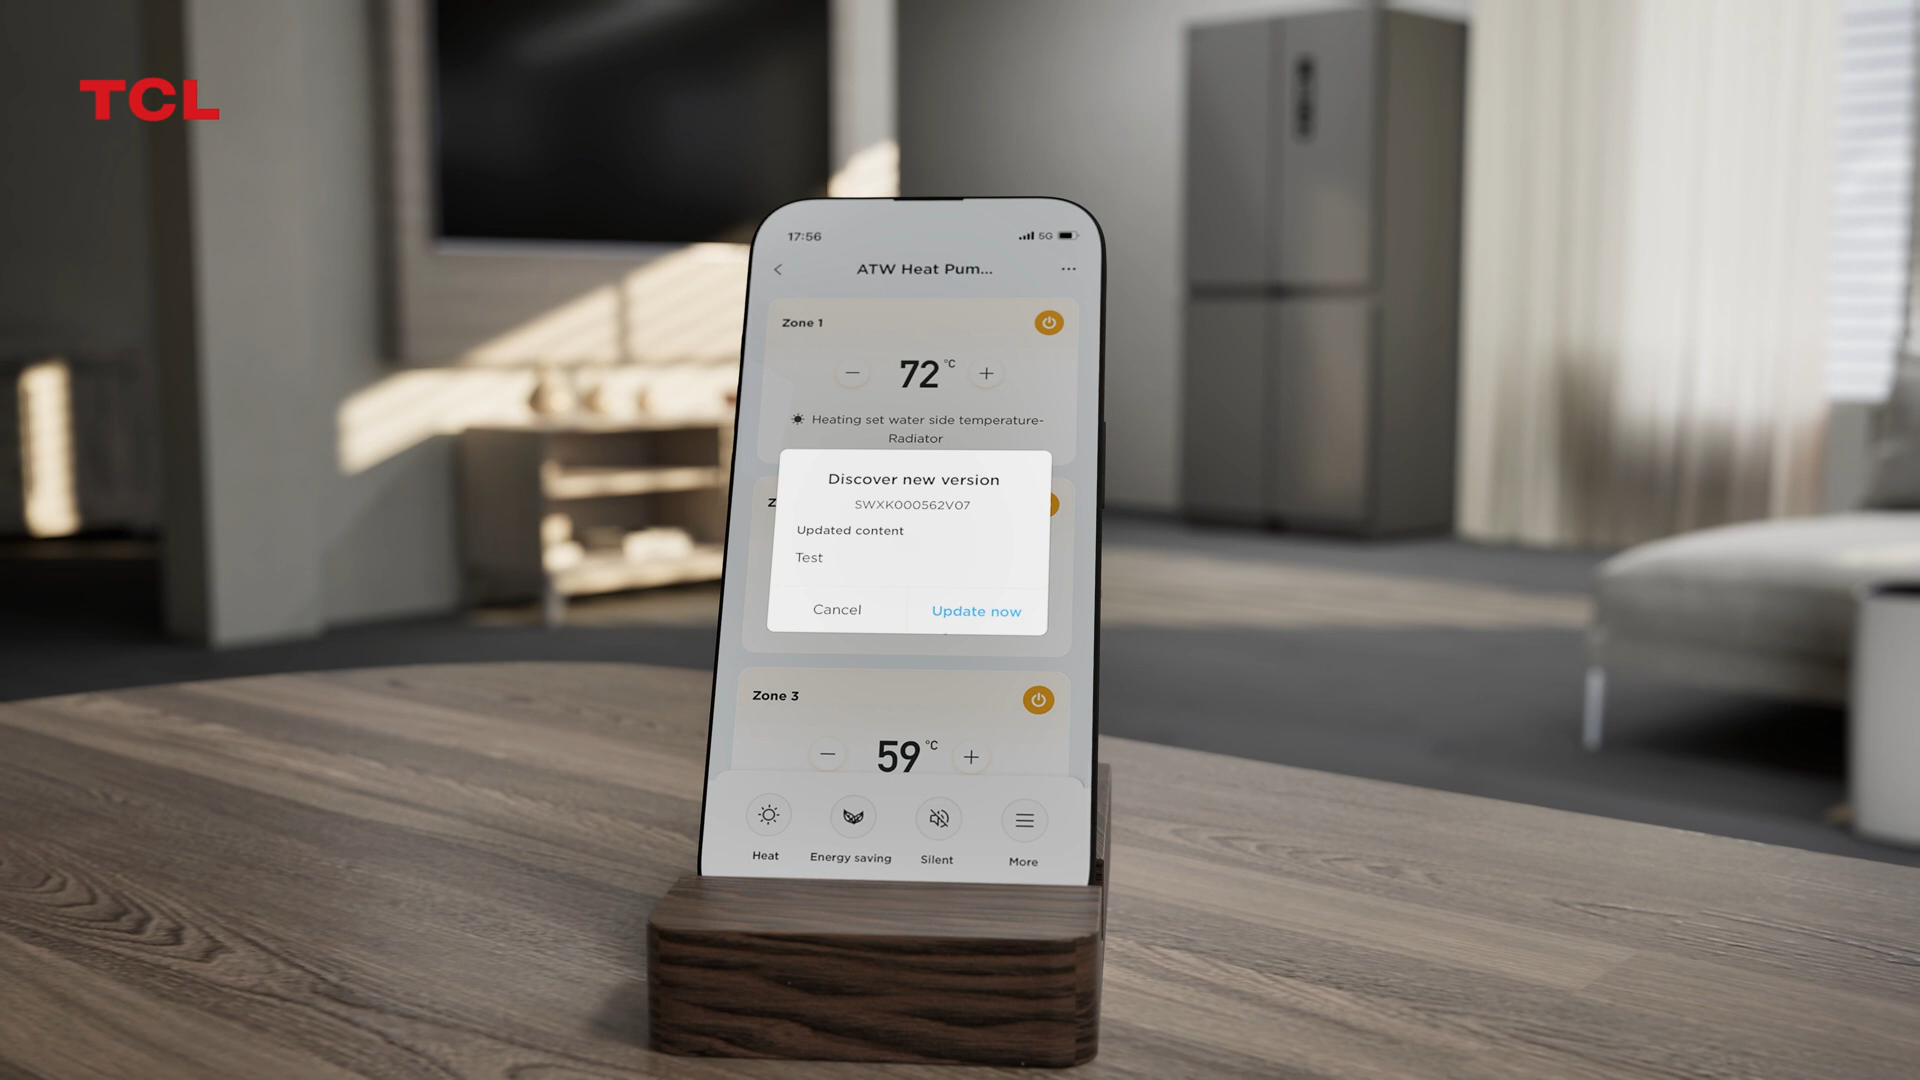 TCL
17:56
5G
ATW Heat Pum...
Zone 1
72 °C
Heating set water side temperature-
Radiator
Z
Discover new version
SWXK000562V07
Updated content
Test
Cancel
Update now
Zone 3
59 °C
Heat
Energy saving
Silent
More